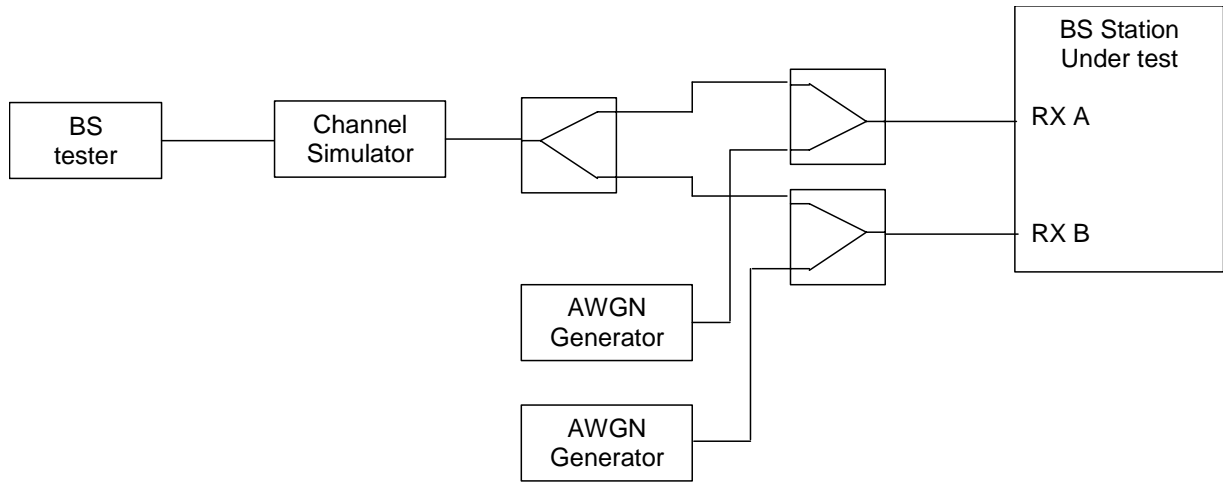 BS Station
Under test
BS
tester
Channel
Simulator
RX A
RX B
AWGN
Generator
AWGN
Generator